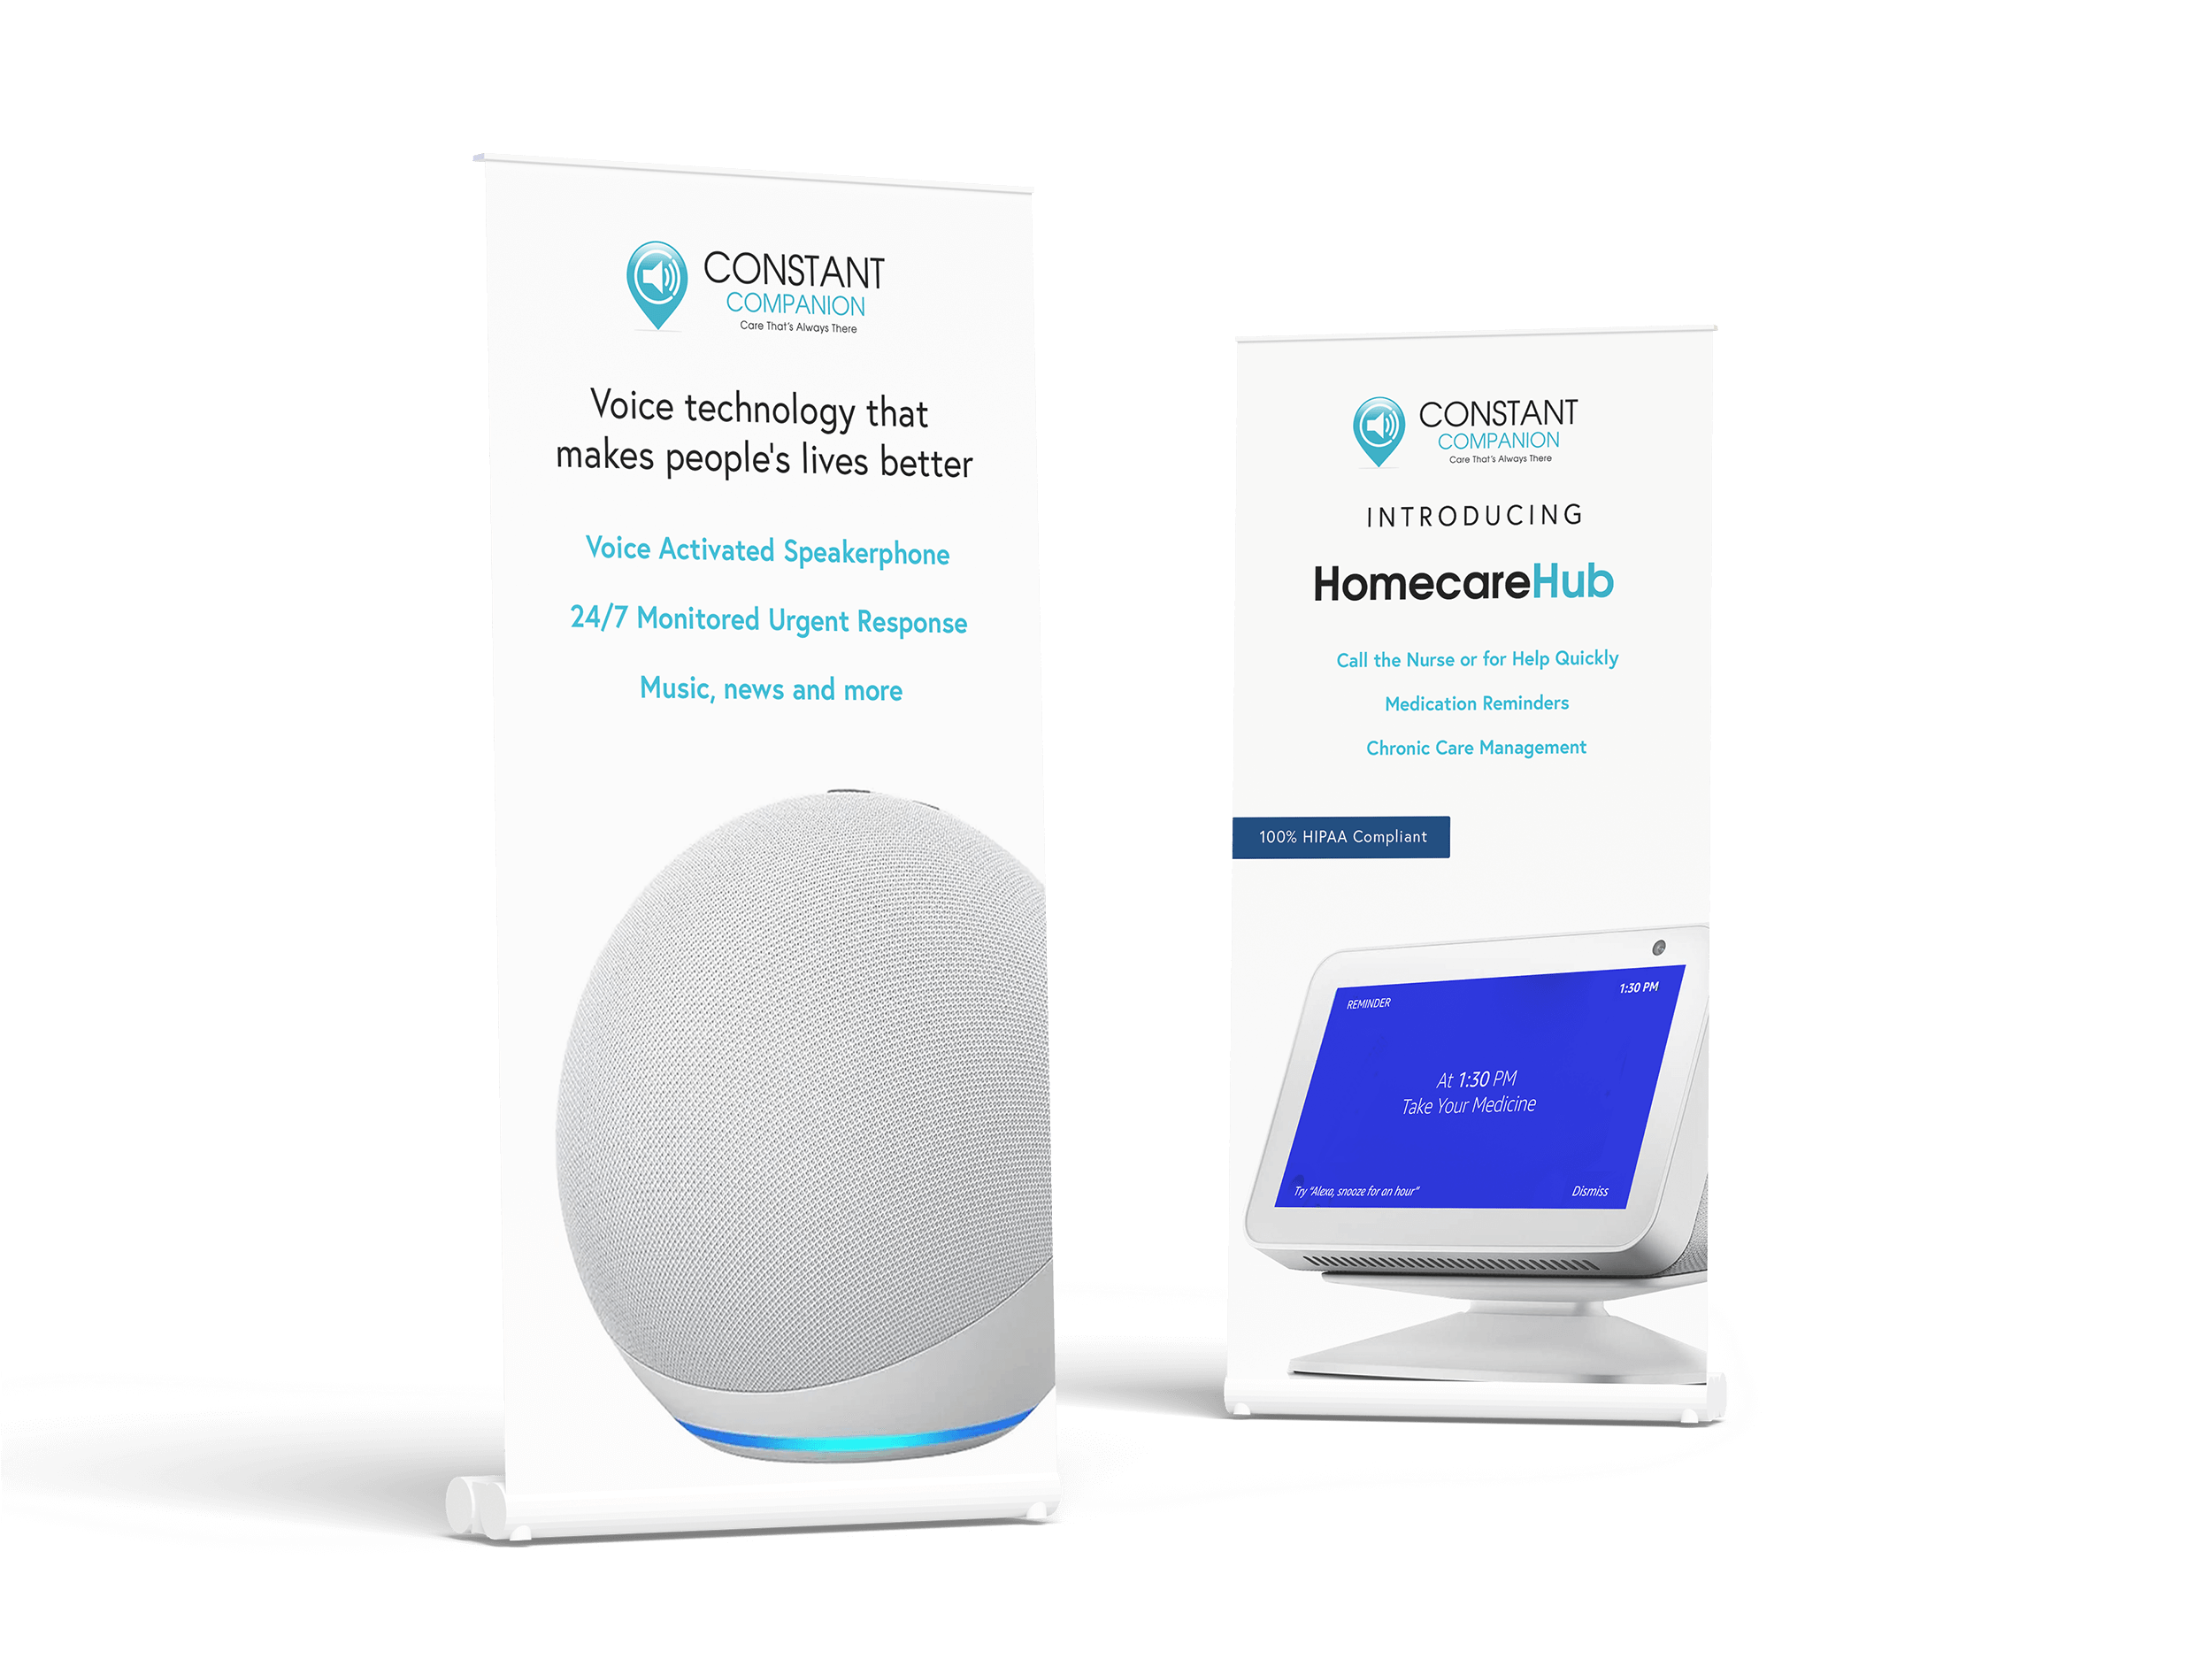 CONSTANT
COMPANION
Care That's Always There
Voice technology that
makes people's lives better
Voice Activated Speakerphone
24/7 Monitored Urgent Response
Music, news and more
CONSTANT
COMPANION
Care That's Always There
INTRODUCING
HomecareHub
Call the Nurse or for Help Quickly
Medication Reminders
Chronic Care Management
100% HIPAA Compliant
REMINDER
1:30 PM
At 1:30 PM
Take Your Medicine
Try "Alexa, snooze for an hour"
Dismiss